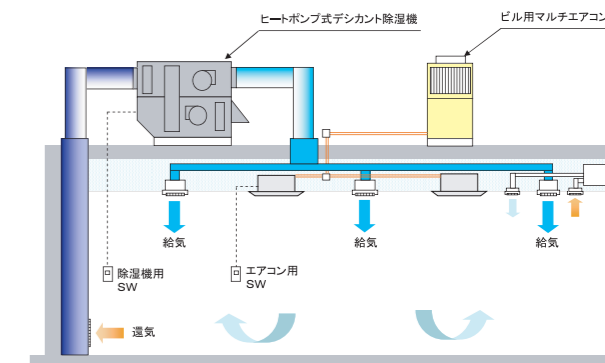 ヒートポンプ式デシカント除湿機
ビル用マルチエアコン
給気
給気
給気
除湿機用
SW
エアコン用
SW
還気